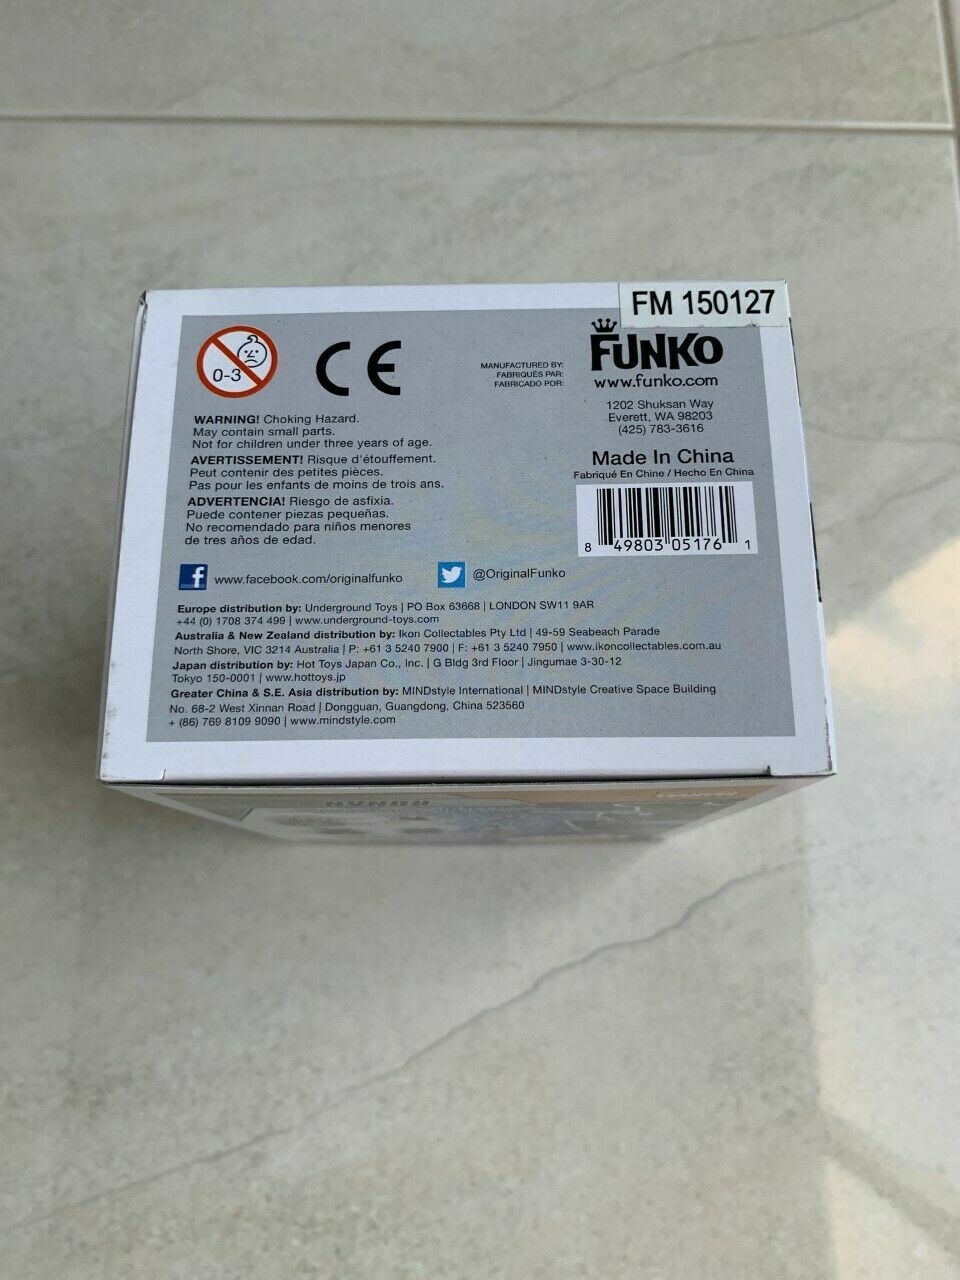 FM 150127
0-3
CE
MANUFACTURED BY:
FABRIQUÉS PAR:
FABRICADO POR:
FUNKO
www.funko.com
1202 Shuksan Way
Everett, WA 98203
(425) 783-3616
WARNING! Choking Hazard.
May contain small parts.
Not for children under three years of age.
AVERTISSEMENT! Risque d'étouffement.
Peut contenir des petites pièces.
Pas pour les enfants de moins de trois ans.
ADVERTENCIA! Riesgo de asfixia.
Puede contener piezas pequeñas.
No recomendado para niños menores
de tres años de edad.
Made In China
Fabriqué En Chine / Hecho En China
8 49803 05176 1
f www.facebook.com/originalfunko
@OriginalFunko
Europe distribution by: Underground Toys | PO Box 63668 | LONDON SW11 9AR
+44 (0) 1708 374 499 | www.underground-toys.com
Australia & New Zealand distribution by: Ikon Collectables Pty Ltd | 49-59 Seabeach Parade
North Shore, VIC 3214 Australia | P: +61 3 5240 7900 | F: +61 3 5240 7950 | www.ikoncollectables.com.au
Japan distribution by: Hot Toys Japan Co., Inc. | G Bldg 3rd Floor | Jingumae 3-30-12
Tokyo 150-0001 | www.hottoys.jp
Greater China & S.E. Asia distribution by: MINDstyle International | MINDstyle Creative Space Building
No. 68-2 West Xinnan Road | Dongguan, Guangdong, China 523560
+ (86) 769 8109 9090 | www.mindstyle.com